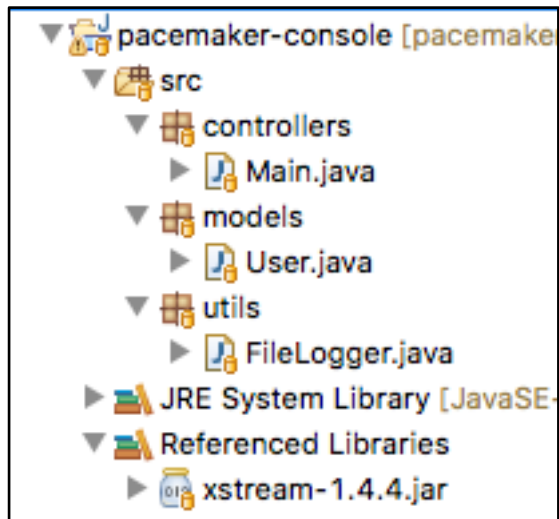 pacemaker-console [pacemaker
src
controllers
Main.java
models
User.java
utils
FileLogger.java
JRE System Library [JavaSE-
Referenced Libraries
xstream-1.4.4.jar